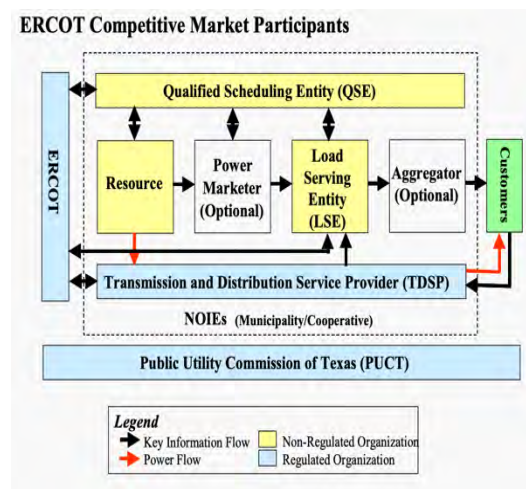 ERCOT Competitive Market Participants
Qualified Scheduling Entity (QSE)
ERCOT
Resource
Power
Marketer
(Optional)
Load
Serving
Entity
(LSE)
Aggregator
(Optional)
Customers
Transmission and Distribution Service Provider (TDSP)
NOIEs (Municipality/Cooperative)
Public Utility Commission of Texas (PUCT)
Legend
Key Information Flow
Non-Regulated Organization
Power Flow
Regulated Organization